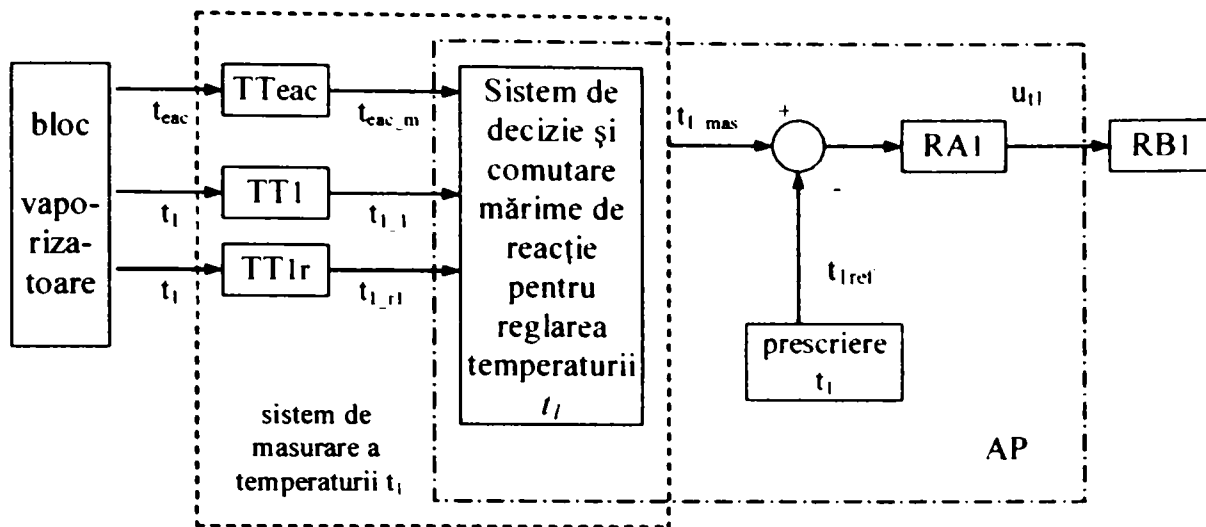 bloc
vapo-
riza-
toare
t_eac
t_1
t_1
TTeac
TT1
TT1r
t_eac_m
t_1_1
t_1_r1
Sistem de
decizie și
comutare
mărime de
reacție
pentru
reglarea
temperaturii
t_1
sistem de
masurare a
temperaturii t_1
t_1_mas
+
-
t_1ref
prescriere
t_1
RA1
u_t1
RB1
AP